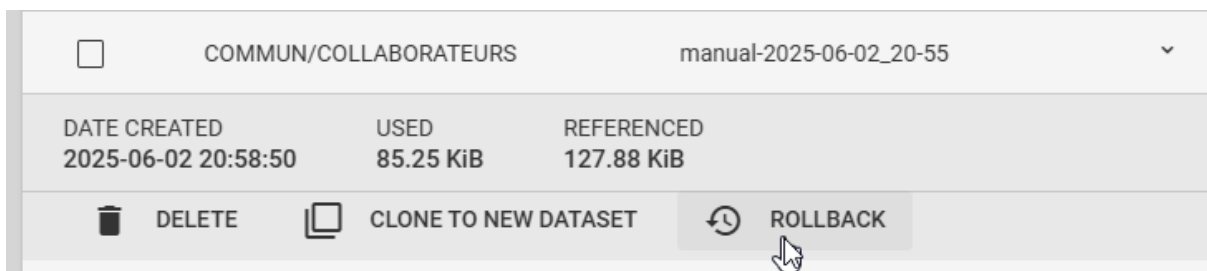 COMMUN/COLLABORATEURS manual-2025-06-02_20-55
DATE CREATED USED REFERENCED
2025-06-02 20:58:50 85.25 KiB 127.88 KiB
DELETE CLONE TO NEW DATASET ROLLBACK